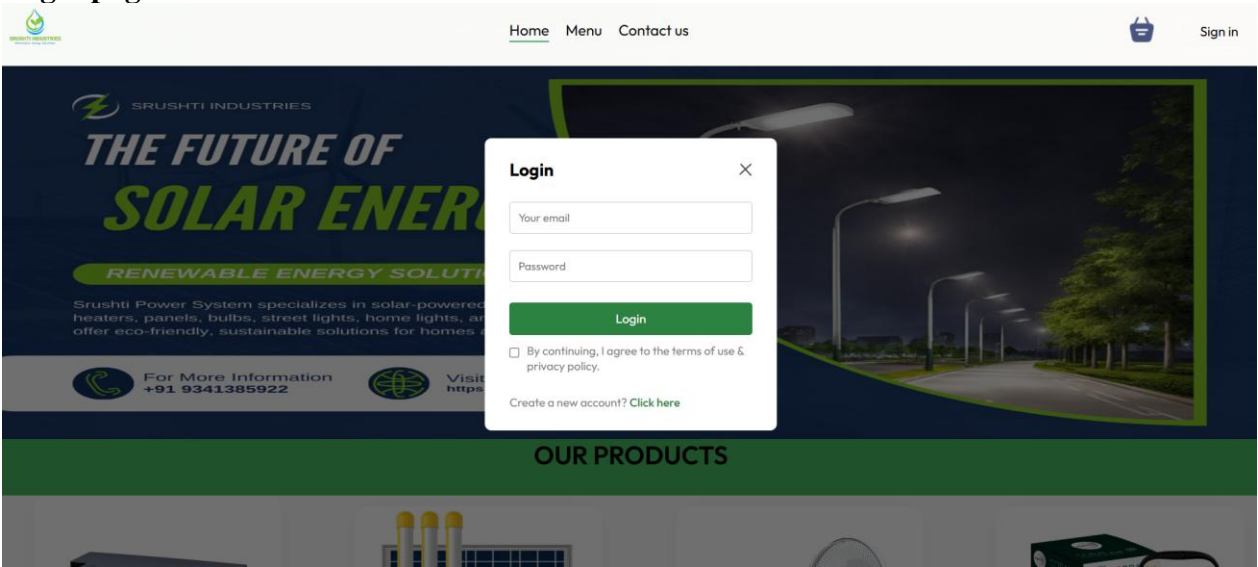 SRUSHTI INDUSTRIES
Home Menu Contact us
Sign in
SRUSHTI INDUSTRIES
THE FUTURE OF
SOLAR ENER
RENEWABLE ENERGY SOLUTI
Srushti Power System specializes in solar-powered
heaters, panels, bulbs, street lights, home lights,
offer eco-friendly, sustainable solutions for homes
For More Information
+91 9341385922
Visit
https
Login
Your email
Password
Login
By continuing, I agree to the terms of use &
privacy policy.
Create a new account? Click here
OUR PRODUCTS